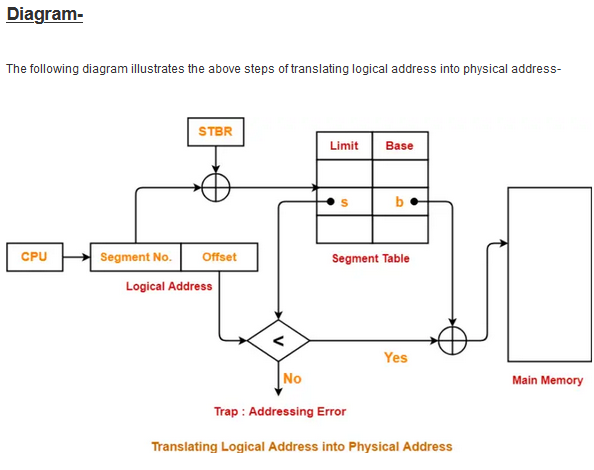 Diagram-
The following diagram illustrates the above steps of translating logical address into physical address-
STBR
Limit
Base
s
b
CPU
Segment No.
Offset
Segment Table
Logical Address
<
Yes
No
Main Memory
Trap : Addressing Error
Translating Logical Address into Physical Address